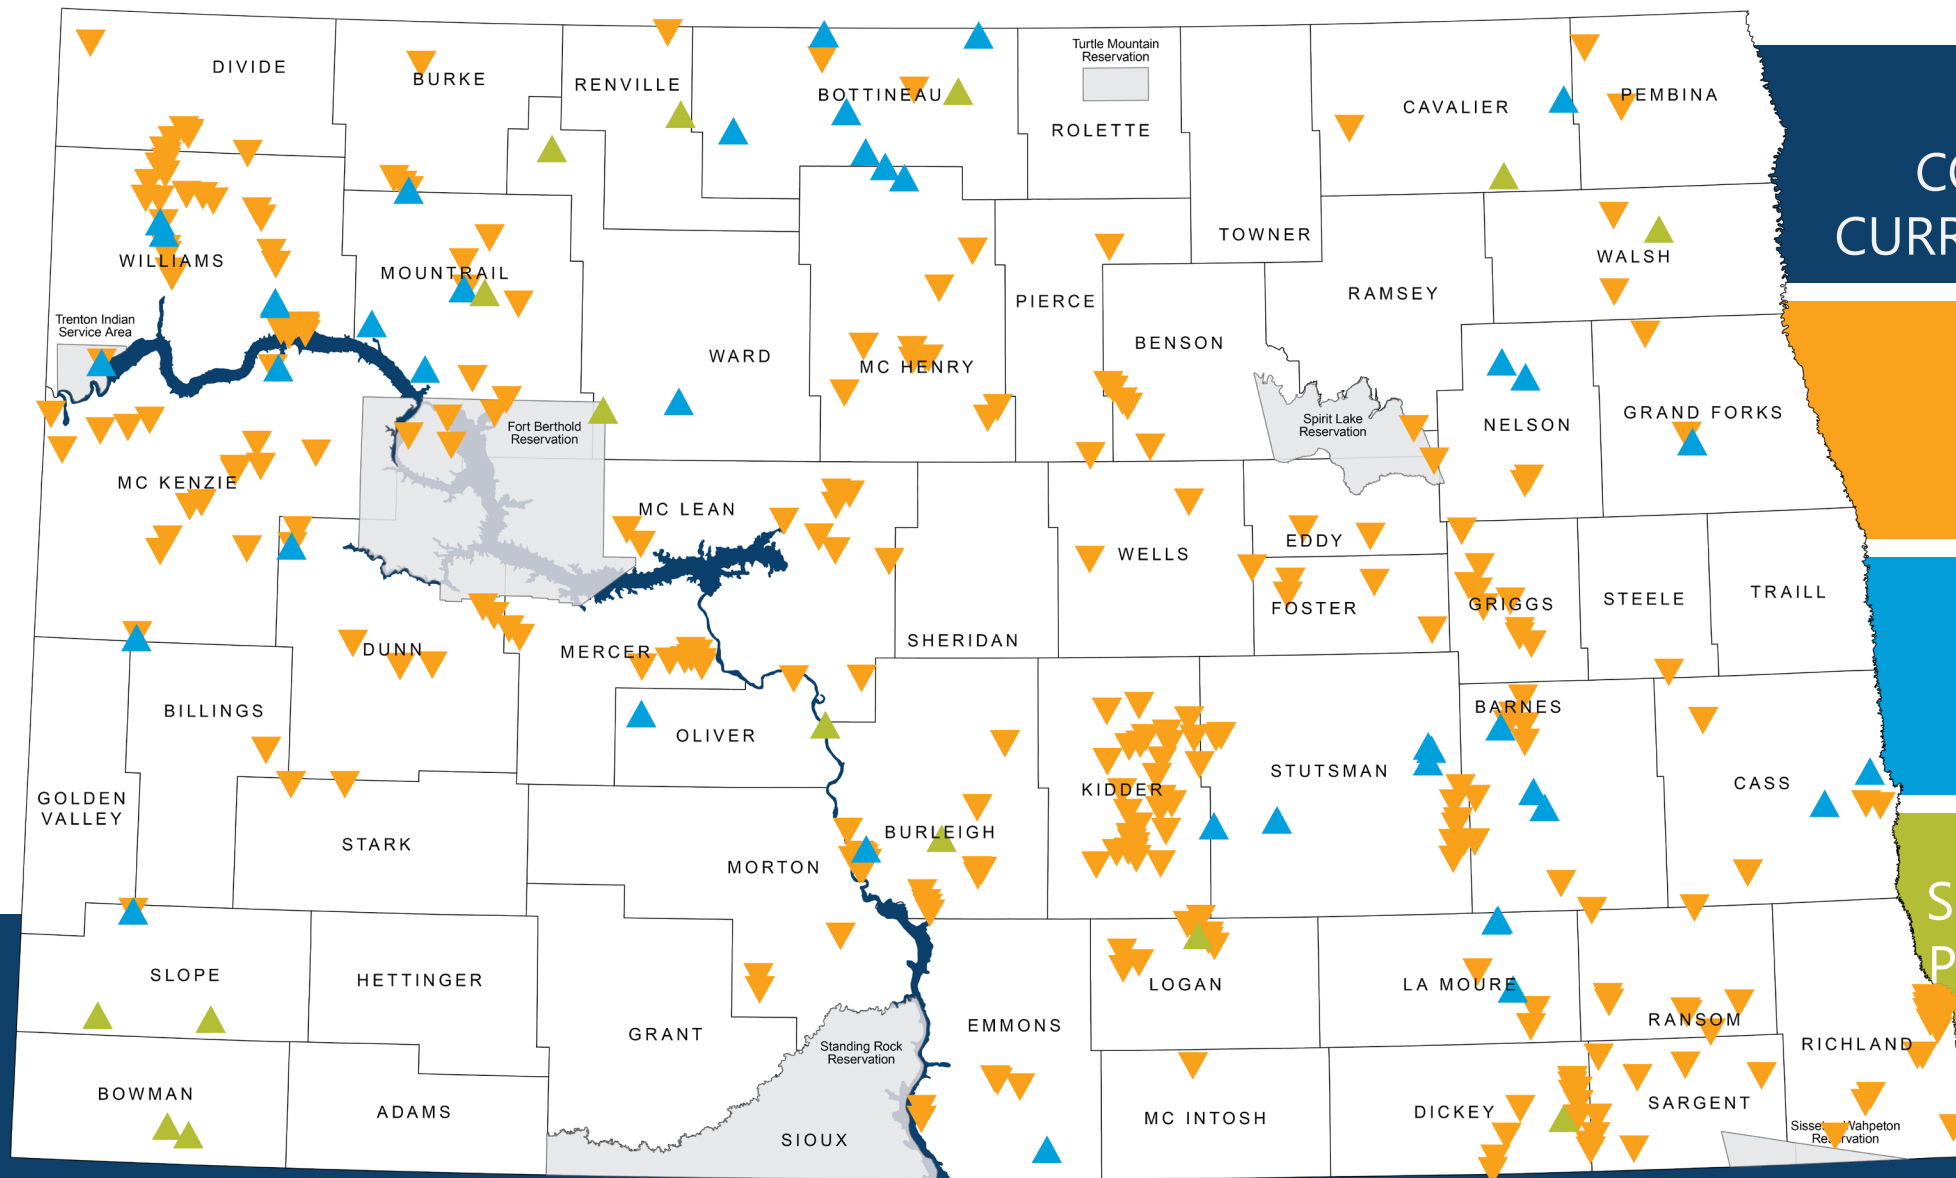 Turtle Mountain
Reservation
DIVIDE
BURKE
RENVILLE
BOTTINEAU
ROLETTE
CAVALIER
PEMBINA
CURR
TOWNER
WALSH
WILLIAMS
MOUNTRAIL
PIERCE
RAMSEY
Trenton Indian
Service Area
WARD
MC HENRY
BENSON
Spirit Lake
Reservation
NELSON
GRAND FORKS
Fort Berthold
Reservation
MC KENZIE
MC LEAN
WELLS
EDDY
FOSTER
GRIGGS
STEELE
TRAILL
DUNN
MERCER
SHERIDAN
BILLINGS
OLIVER
BARNES
GOLDEN
VALLEY
STUTSMAN
KIDDER
CASS
STARK
BURLEIGH
MORTON
SLOPE
HETTINGER
LOGAN
LA MOURE
GRANT
EMMONS
RANSOM
RICHLAND
Standing Rock
Reservation
BOWMAN
ADAMS
SIOUX
MC INTOSH
DICKEY
SARGENT
Reservation